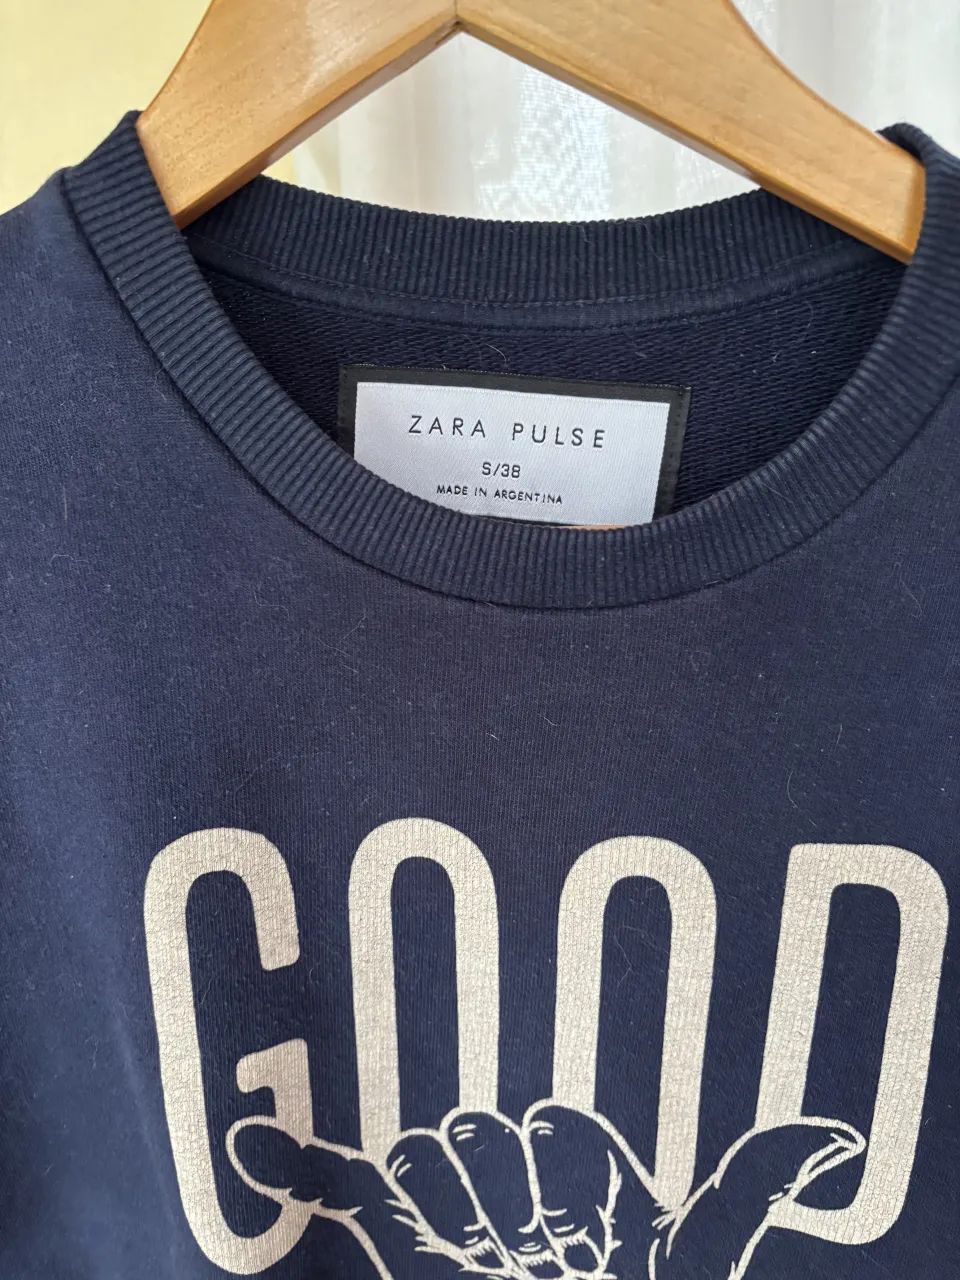 ZARA PULSE
S/38
MADE IN ARGENTINA
GOOD